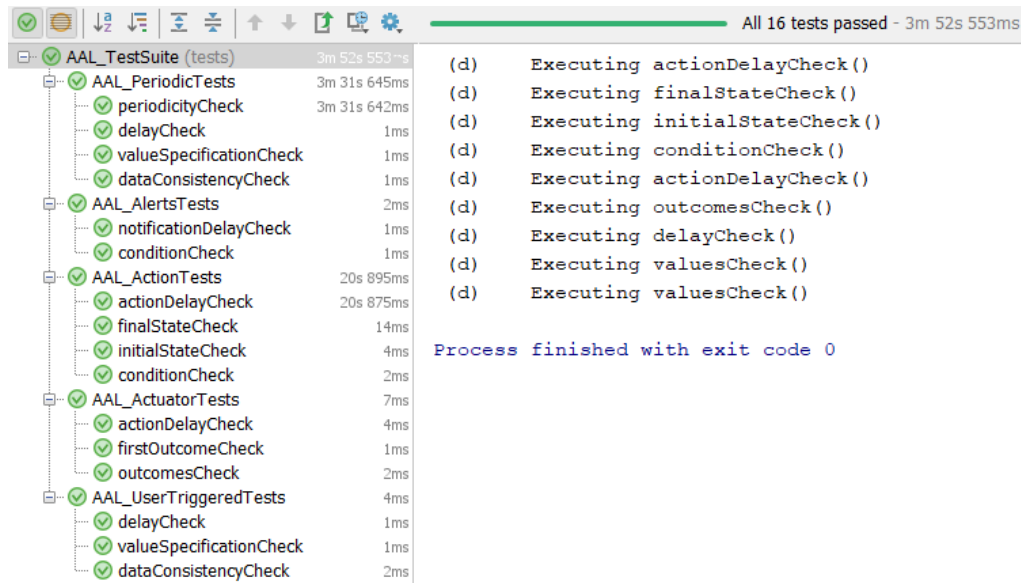 All 16 tests passed - 3m 52s 553ms
AAL_TestSuite (tests) 3m 52s 553ms
AAL_PeriodicTests 3m 31s 645ms
periodicityCheck 3m 31s 642ms
delayCheck 1ms
valueSpecificationCheck 1ms
dataConsistencyCheck 1ms
AAL_AlertsTests 2ms
notificationDelayCheck 1ms
conditionCheck 1ms
AAL_ActionTests 20s 895ms
actionDelayCheck 20s 875ms
finalStateCheck 14ms
initialStateCheck 4ms
conditionCheck 2ms
AAL_ActuatorTests 7ms
actionDelayCheck 4ms
firstOutcomeCheck 1ms
outcomesCheck 2ms
AAL_UserTriggeredTests 4ms
delayCheck 1ms
valueSpecificationCheck 1ms
dataConsistencyCheck 2ms
(d) Executing actionDelayCheck()
(d) Executing finalStateCheck()
(d) Executing initialStateCheck()
(d) Executing conditionCheck()
(d) Executing actionDelayCheck()
(d) Executing outcomesCheck()
(d) Executing delayCheck()
(d) Executing valuesCheck()
(d) Executing valuesCheck()
Process finished with exit code 0